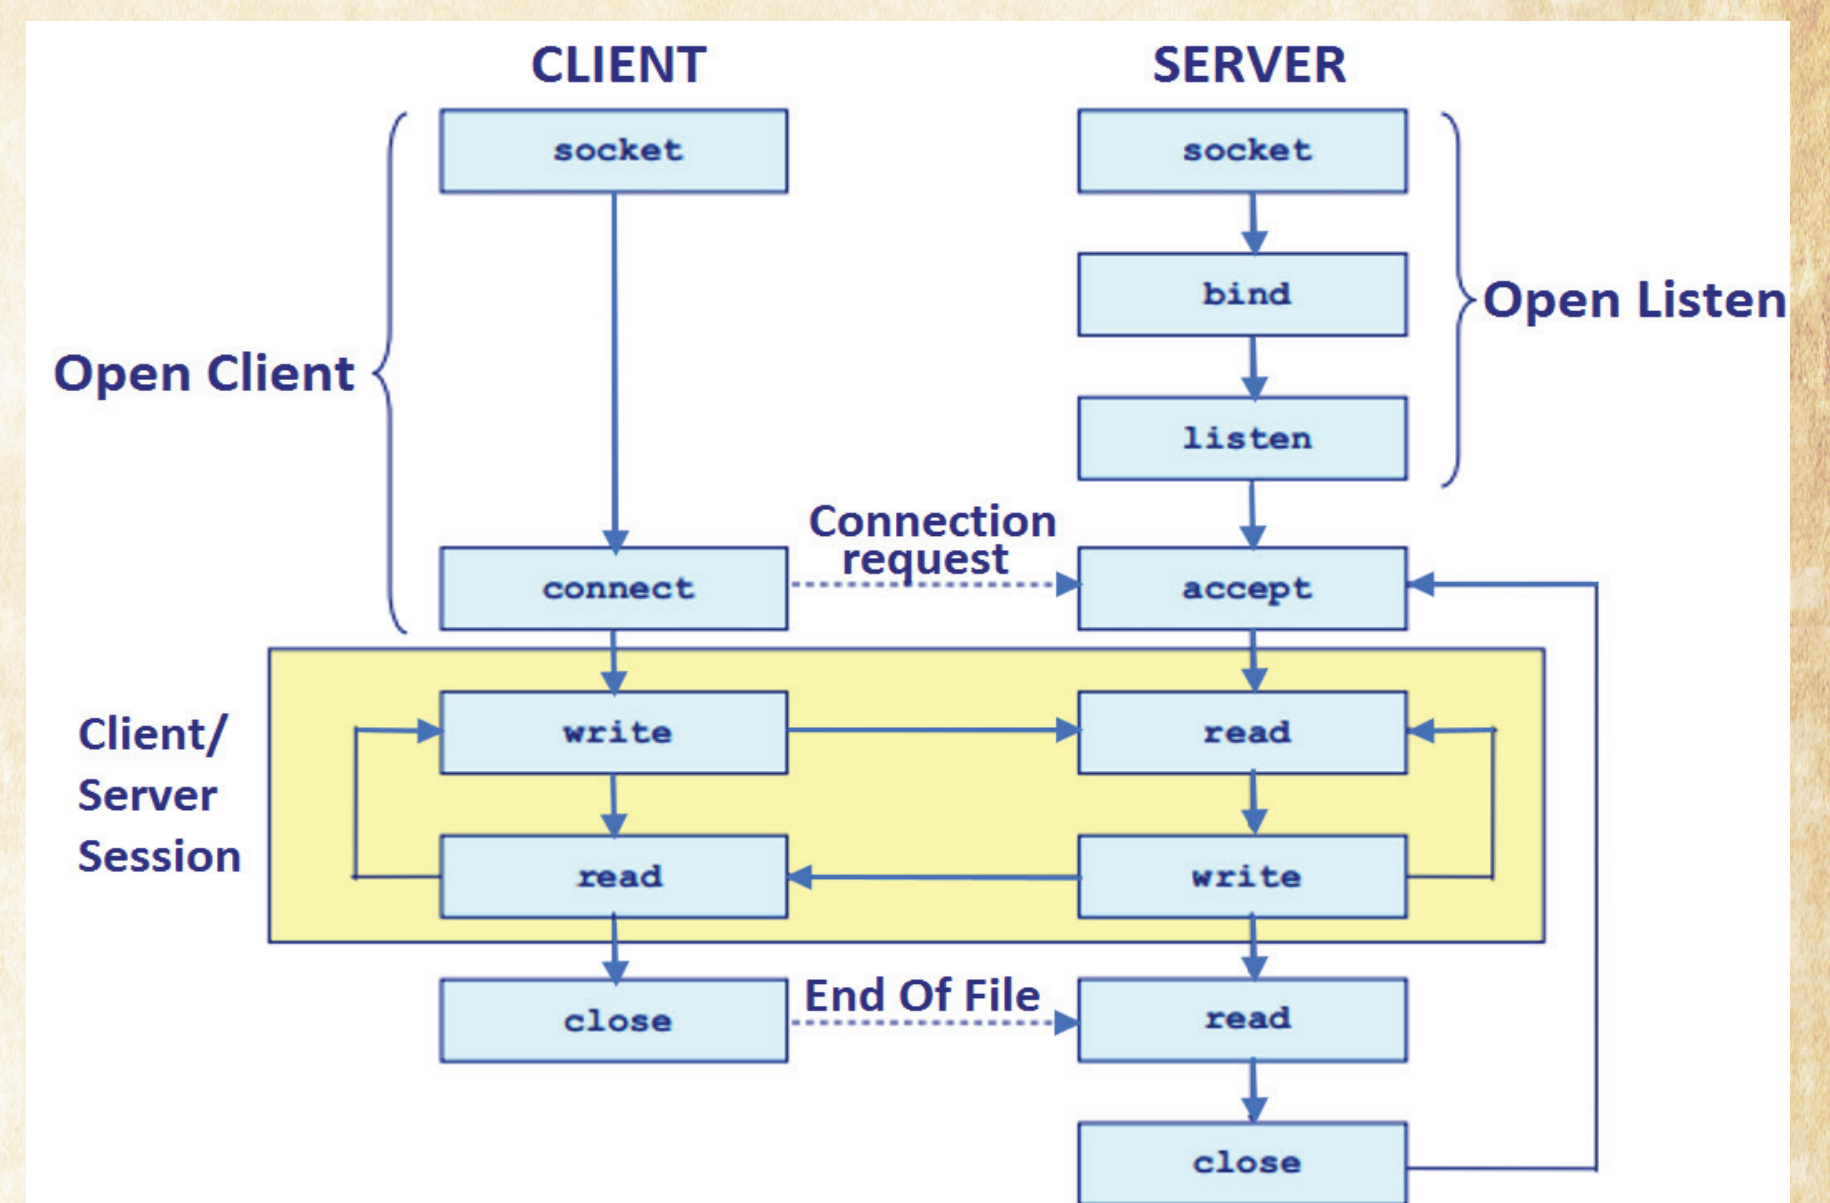 CLIENT
SERVER
socket
socket
bind
Open Listen
Open Client
listen
Connection
request
connect
accept
Client/
Server
Session
write
read
read
write
End Of File
close
read
close